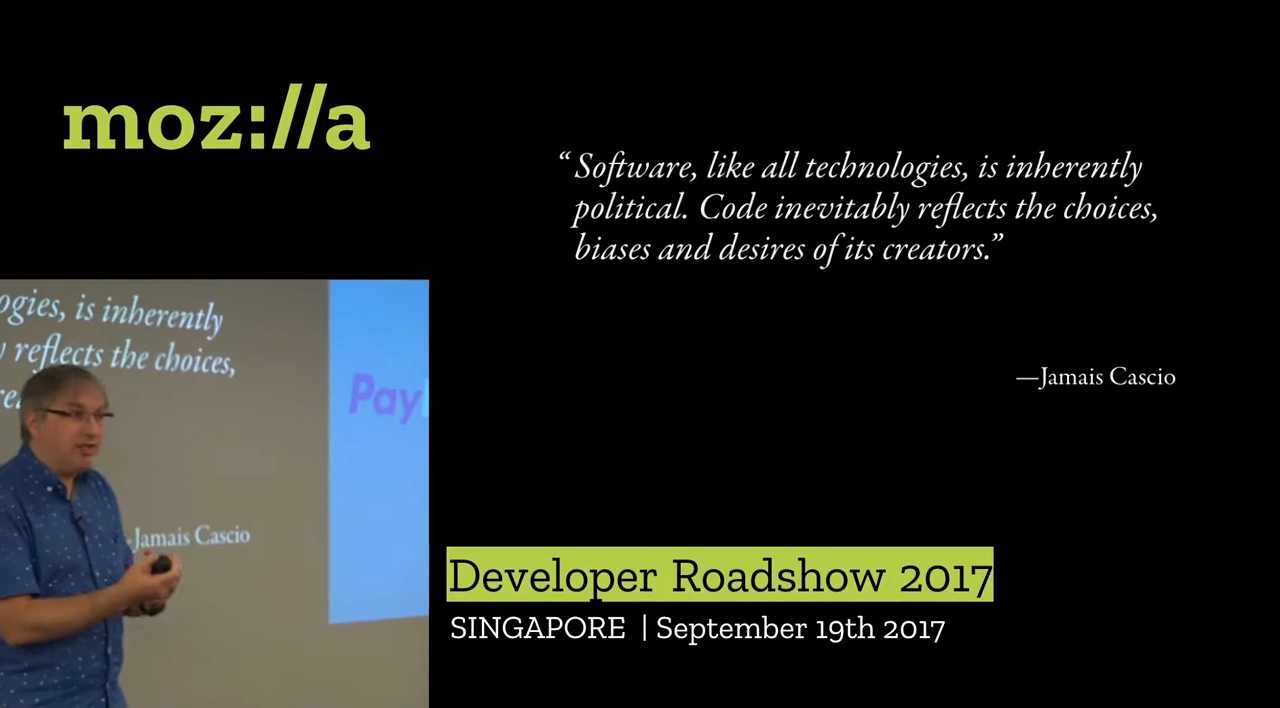 moz://a
“ Software, like all technologies, is inherently
political. Code inevitably reflects the choices,
biases and desires of its creators.”
—Jamais Cascio
ogies, is inherently
reflects the choices,
Pay
-Jamais Cascio
Developer Roadshow 2017
SINGAPORE | September 19th 2017